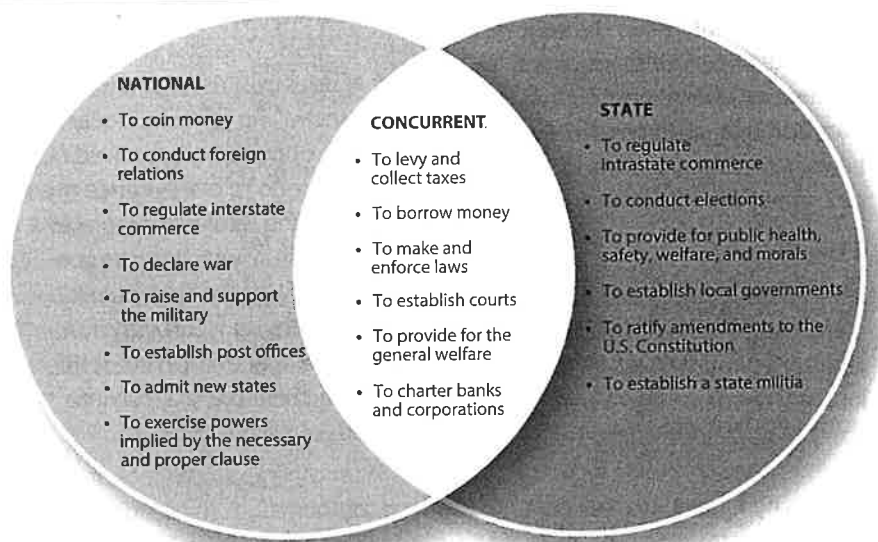 NATIONAL
• To coin money
• To conduct foreign
relations
• To regulate interstate
commerce
• To declare war
• To raise and support
the military
• To establish post offices
• To admit new states
• To exercise powers
implied by the necessary
and proper clause
CONCURRENT
• To levy and
collect taxes
• To borrow money
• To make and
enforce laws
• To establish courts
• To provide for the
general welfare
• To charter banks
and corporations
STATE
• To regulate
intrastate commerce
• To conduct elections
• To provide for public health,
safety, welfare, and morals
• To establish local governments
• To ratify amendments to the
U.S. Constitution
• To establish a state militia